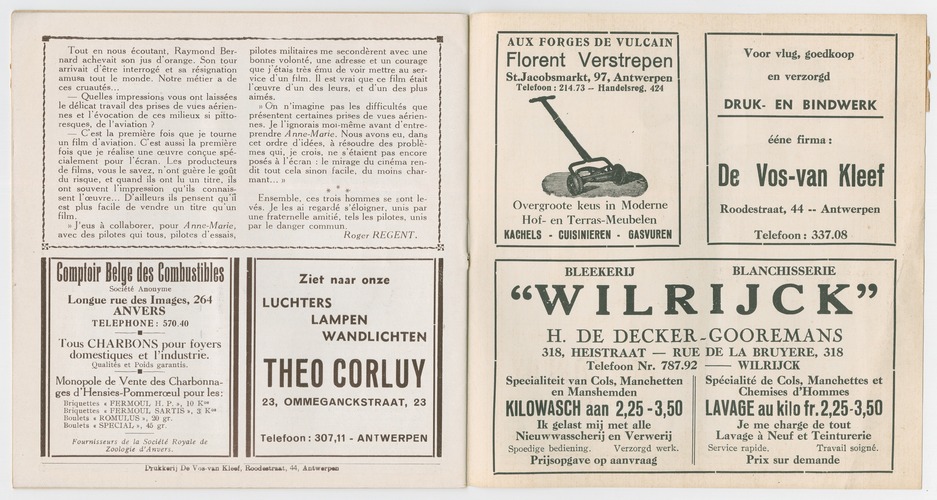 Tout en nous écoutant, Raymond Ber-
nard achevait son jus d'orange. Son tour
arrivait d'être interrogé et sa résignation
amusa tout le monde. Notre métier a de
ces cruautés...
— Quelles impressions vous ont laissées
le délicat travail des prises de vues aérien-
nes et l'évocation de ces milieux si pitto-
resques, de l'aviation ?
— C'est la première fois que je tourne
un film d'aviation. C'est aussi la première
fois que je réalise une œuvre conçue spé-
cialement pour l'écran. Les producteurs
de films, vous le savez, n'ont guère le goût
du risque, et quand ils ont lu un titre, ils
ont souvent l'impression qu'ils connais-
sent l'œuvre... D'ailleurs ils pensent qu'il
est plus facile de vendre un titre qu'un
film.
» J'eus à collaborer, pour Anne-Marie,
avec des pilotes qui tous, pilotes d'essais,
pilotes militaires me secondèrent avec une
bonne volonté, une adresse et un courage
que j'étais très ému de voir mettre au ser-
vice d'un film. Il est vrai que ce film était
l'œuvre d'un des leurs, et d'un des plus
aimés.
» On n'imagine pas les difficultés que
présentent certaines prises de vues aérien-
nes. Je l'ignorais moi-même avant d'entre-
prendre Anne-Marie. Nous avons eu, dans
cet ordre d'idées, à résoudre des problè-
mes qui, je crois, ne s'étaient pas encore
posés à l'écran : le mirage du cinéma ren-
dit tout cela sinon facile, du moins char-
mant... »
* * *
Ensemble, ces trois hommes se sont le-
vés. Je les ai regardé s'éloigner, unis par
une fraternelle amitié, tels les pilotes, unis
par le danger commun.
Roger REGENT.
Comptoir Belge des Combustibles
Société Anonyme
Longue rue des Images, 264
ANVERS
TELEPHONE: 570.40
Tous CHARBONS pour foyers
domestiques et l'industrie.
Qualités et Poids garantis.
Monopole de Vente des Charbonna-
ges d'Hensies-Pommerœul pour les:
Briquettes « FERMOUL H. P. », 10 Kos
Briquettes « FERMOUL SARTIS », 3 Kos
Boulets « ROMULUS », 20 gr.
Boulets « SPECIAL », 45 gr.
Fournisseurs de la Société Royale de
Zoologie d'Anvers.
Ziet naar onze
LUCHTERS
LAMPEN
WANDLICHTEN
THEO CORLUY
23, OMMEGANCKSTRAAT, 23
Telefoon: 307,11 - ANTWERPEN
Drukkerij De Vos-van Kleef, Roodestraat, 44, Antwerpen
AUX FORGES DE VULCAIN
Florent Verstrepen
St.Jacobsmarkt, 97, Antwerpen
Telefoon : 214.73 -- Handelsreg. 424
Overgroote keus in Moderne
Hof- en Terras-Meubelen
KACHELS - CUISINIEREN - GASVUREN
Voor vlug, goedkoop
en verzorgd
DRUK- EN BINDWERK
ééne firma :
De Vos-van Kleef
Roodestraat, 44 -- Antwerpen
Telefoon : 337.08
BLEEKERIJ BLANCHISSERIE
“WILRIJCK”
H. DE DECKER-GOOREMANS
318, HEISTRAAT — RUE DE LA BRUYERE, 318
Telefoon Nr. 787.92 —— WILRIJCK
Specialiteit van Cols, Manchetten
en Manshemden
KILOWASCH aan 2,25-3,50
Ik gelast mij met alle
Nieuwwasscherij en Verwerij
Spoedige bediening. Verzorgd werk.
Prijsopgave op aanvraag
Spécialité de Cols, Manchettes et
Chemises d'Hommes
LAVAGE au kilo fr. 2,25-3,50
Je me charge de tout
Lavage à Neuf et Teinturerie
Service rapide. Travail soigné.
Prix sur demande